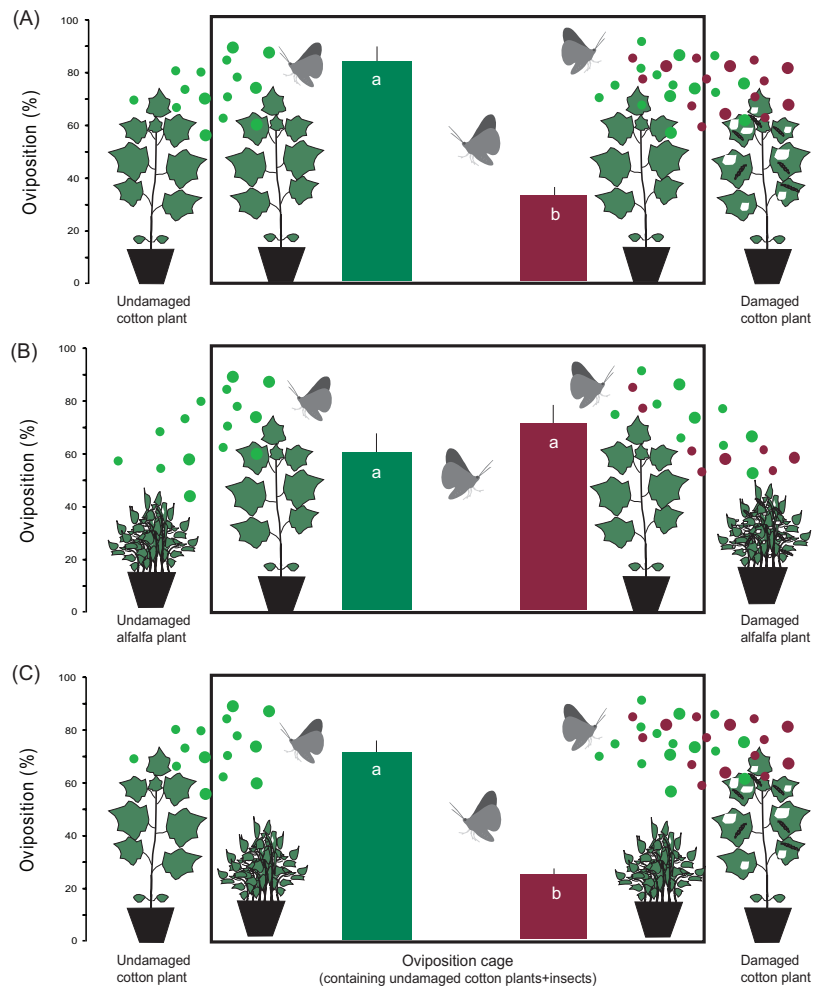 (A)
Oviposition (%)
100
80
60
40
20
0
a
b
Undamaged
cotton plant
Damaged
cotton plant
(B)
Oviposition (%)
100
80
60
40
20
0
a
a
Undamaged
alfalfa plant
Damaged
alfalfa plant
(C)
Oviposition (%)
100
80
60
40
20
0
a
b
Undamaged
cotton plant
Oviposition cage
(containing undamaged cotton plants+insects)
Damaged
cotton plant